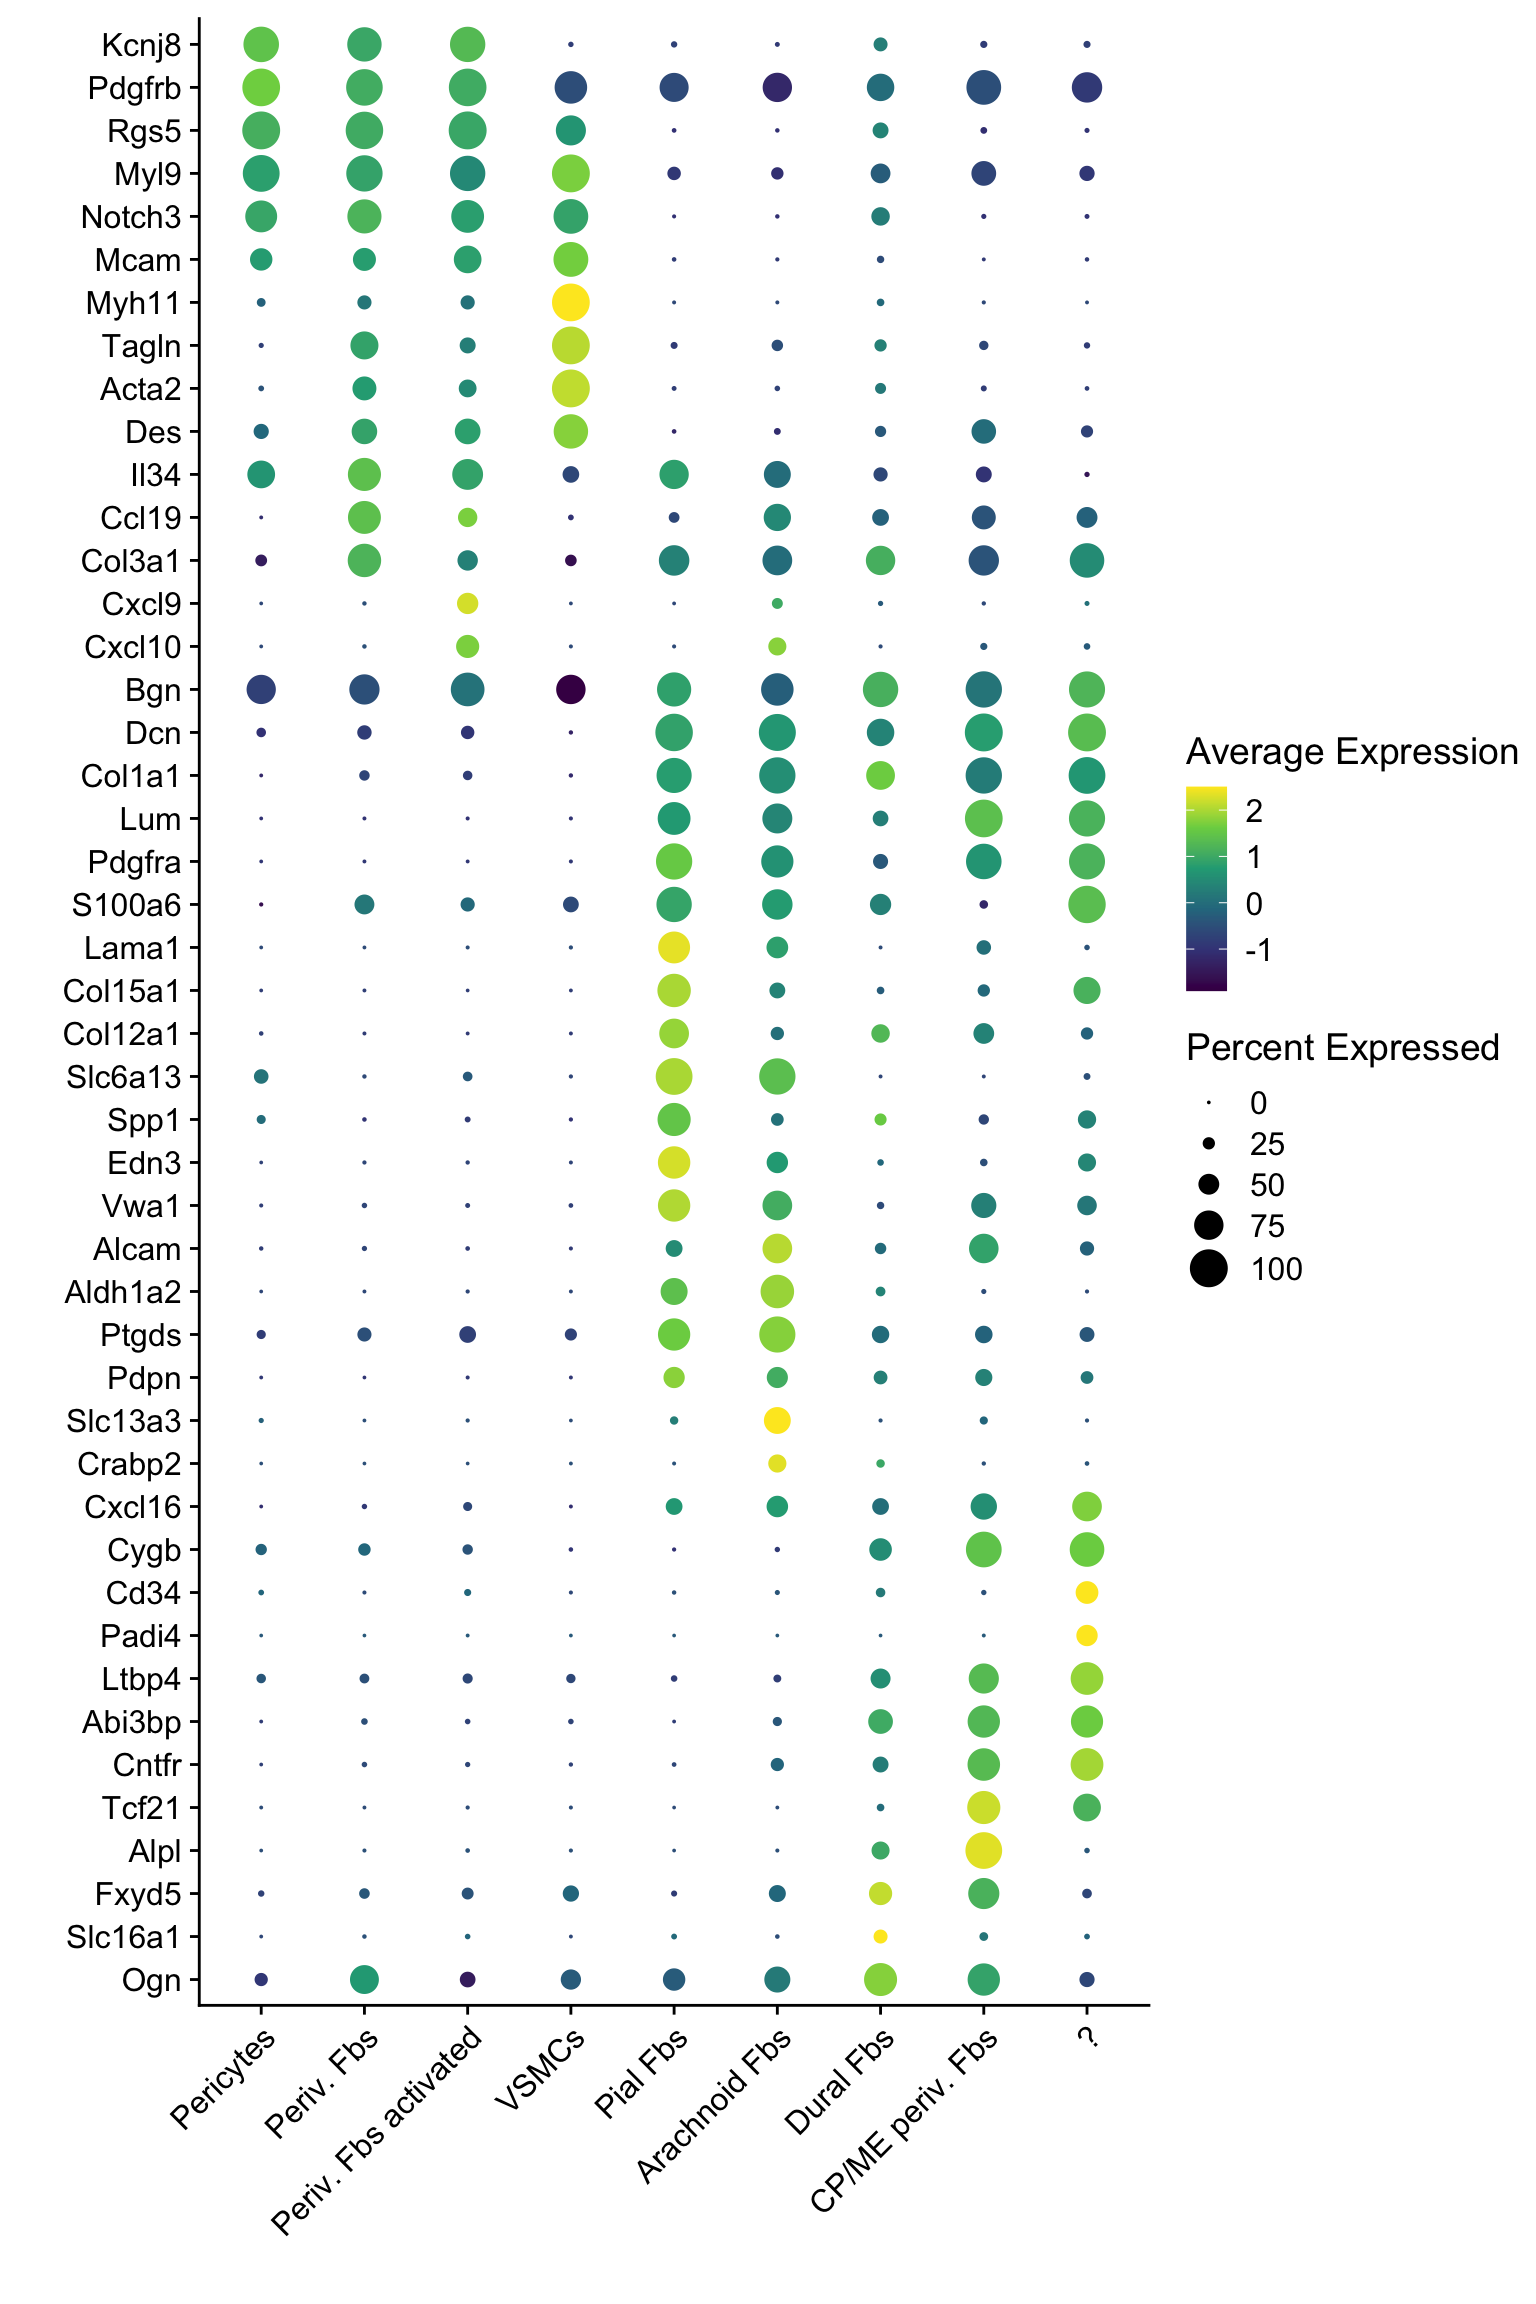 Kcnj8
Pdgfrb
Rgs5
Myl9
Notch3
Mcam
Myh11
Tagln
Acta2
Des
Il34
Ccl19
Col3a1
Cxcl9
Cxcl10
Bgn
Dcn
Col1a1
Lum
Pdgfra
S100a6
Lama1
Col15a1
Col12a1
Slc6a13
Spp1
Edn3
Vwa1
Alcam
Aldh1a2
Ptgds
Pdpn
Slc13a3
Crabp2
Cxcl16
Cygb
Cd34
Padi4
Ltbp4
Abi3bp
Cntfr
Tcf21
Alpl
Fxyd5
Slc16a1
Ogn
Pericytes
Periv. Fbs
Periv. Fbs activated
VSMCs
Pial Fbs
Arachnoid Fbs
Dural Fbs
CP/ME periv. Fbs
?
Average Expression
2
1
0
-1
Percent Expressed
0
25
50
75
100